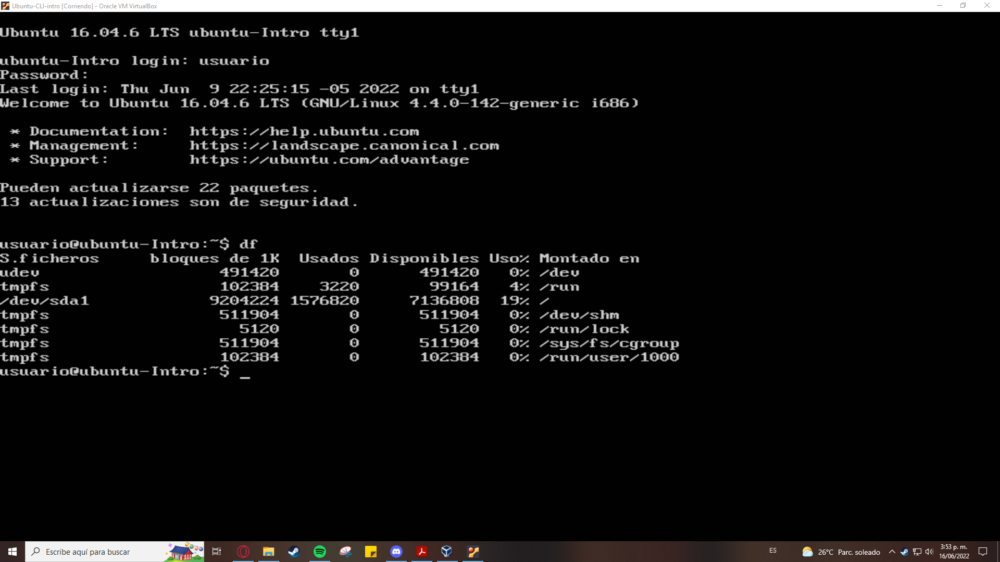 Ubuntu-CLI-intro [Corriendo] - Oracle VM VirtualBox
Ubuntu 16.04.6 LTS ubuntu-Intro tty1
ubuntu-Intro login: usuario
Password:
Last login: Thu Jun  9 22:25:15 -05 2022 on tty1
Welcome to Ubuntu 16.04.6 LTS (GNU/Linux 4.4.0-142-generic i686)
 * Documentation:  https://help.ubuntu.com
 * Management:     https://landscape.canonical.com
 * Support:        https://ubuntu.com/advantage
Pueden actualizarse 22 paquetes.
13 actualizaciones son de seguridad.
usuario@ubuntu-Intro:~$ df
S.ficheros     bloques de 1K  Usados Disponibles Uso% Montado en
udev                  491420       0      491420   0% /dev
tmpfs                 102384    3220       99164   4% /run
/dev/sda1            9204224 1576820     7136808  19% /
tmpfs                 511904       0      511904   0% /dev/shm
tmpfs                   5120       0        5120   0% /run/lock
tmpfs                 511904       0      511904   0% /sys/fs/cgroup
tmpfs                 102384       0      102384   0% /run/user/1000
usuario@ubuntu-Intro:~$ _
Escribe aquí para buscar
ES
26°C Parc. soleado
3:53 p. m.
16/06/2022